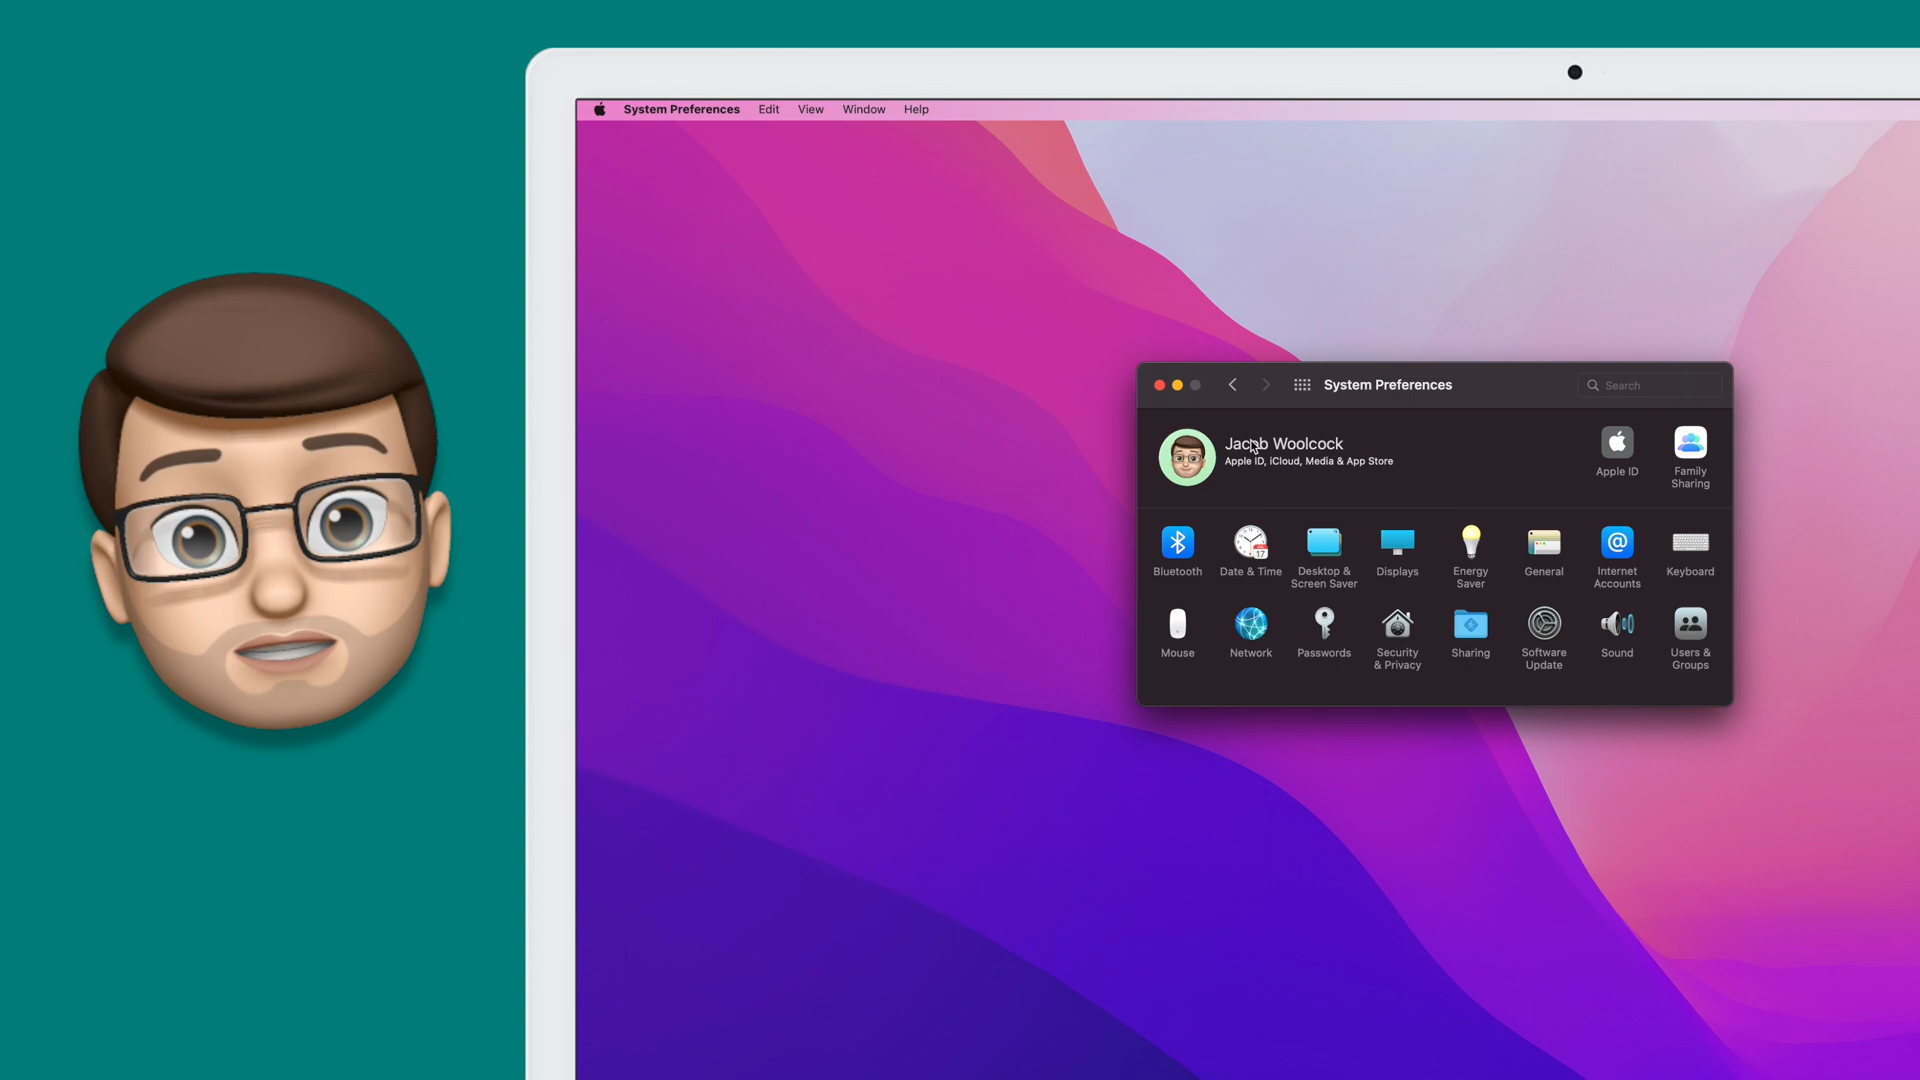 System Preferences Edit View Window Help
System Preferences
Search
Jacob Woolcock
Apple ID, iCloud, Media & App Store
Apple ID
Family
Sharing
Bluetooth
Date & Time
Desktop &
Screen Saver
Displays
Energy
Saver
General
Internet
Accounts
Keyboard
Mouse
Network
Passwords
Security
& Privacy
Sharing
Software
Update
Sound
Users &
Groups